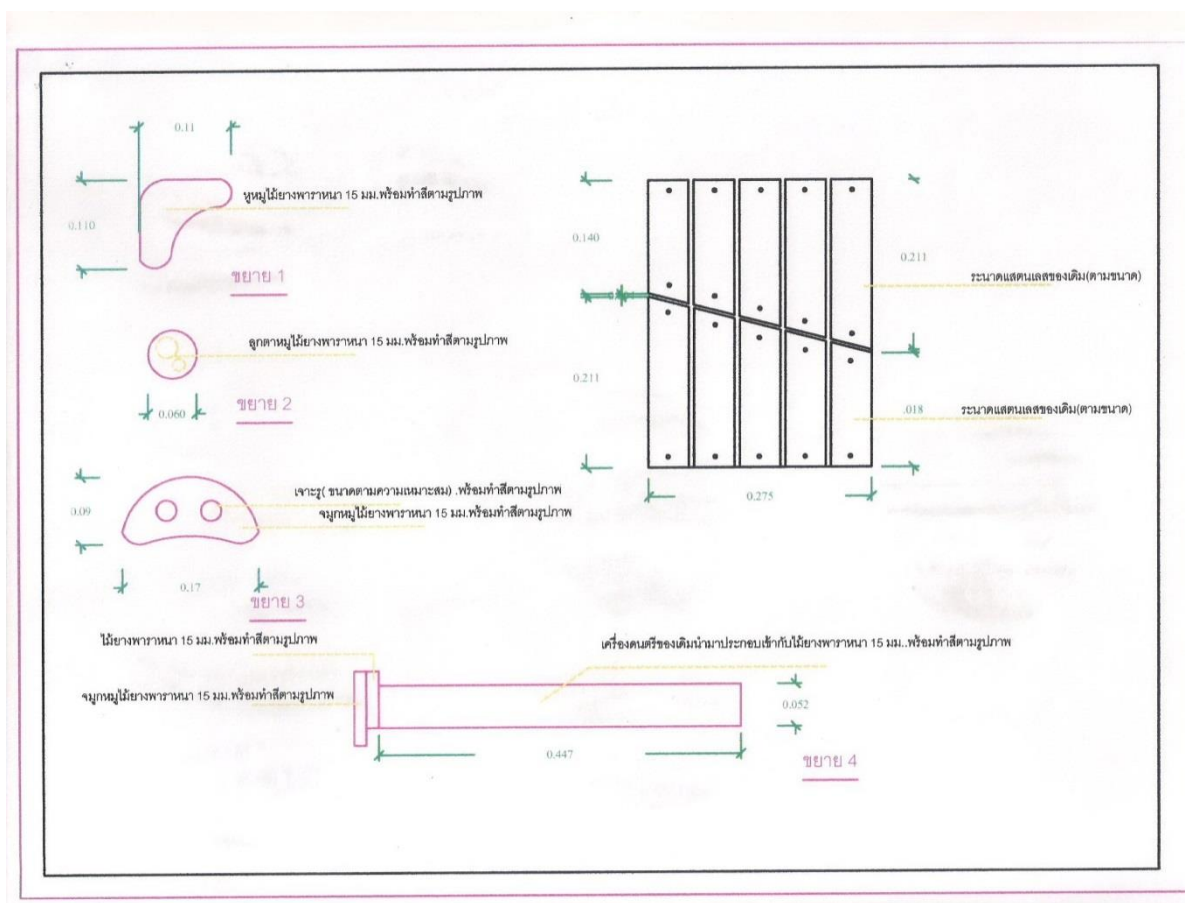 0.11
หูหมูไม้ยางพาราหนา 15 มม.พร้อมทำสีตามรูปภาพ
0.110
ขยาย 1
ลูกตาหมูไม้ยางพาราหนา 15 มม.พร้อมทำสีตามรูปภาพ
0.060
ขยาย 2
เจาะรู( ขนาดตามความเหมาะสม) .พร้อมทำสีตามรูปภาพ
จมูกหมูไม้ยางพาราหนา 15 มม.พร้อมทำสีตามรูปภาพ
0.09
0.17
ขยาย 3
0.140
0.211
ระนาดแสตนเลสของเดิม(ตามขนาด)
0.211
.018
ระนาดแสตนเลสของเดิม(ตามขนาด)
0.275
ไม้ยางพาราหนา 15 มม.พร้อมทำสีตามรูปภาพ
เครื่องดนตรีของเดิมนำมาประกอบเข้ากับไม้ยางพาราหนา 15 มม..พร้อมทำสีตามรูปภาพ
จมูกหมูไม้ยางพาราหนา 15 มม.พร้อมทำสีตามรูปภาพ
0.052
0.447
ขยาย 4